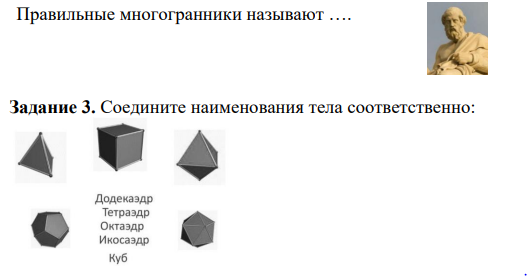 Правильные многогранники называют ….
Задание 3. Соедините наименования тела соответственно:
Додекаэдр
Тетраэдр
Октаэдр
Икосаэдр
Куб
.